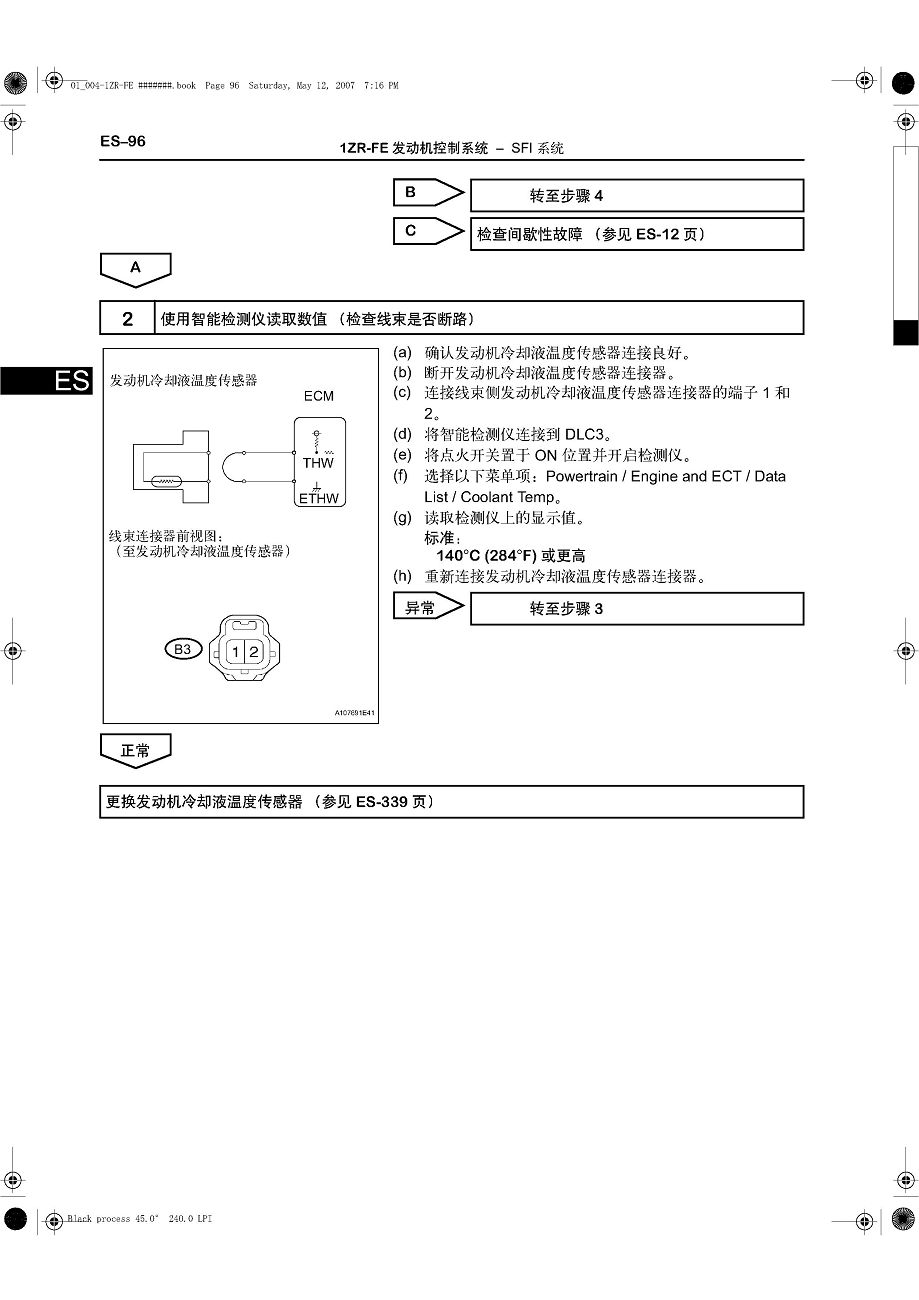 01_004-1ZR-FE #######.book Page 96 Saturday, May 12, 2007 7:16 PM
ES–96
1ZR-FE 发动机控制系统 – SFI 系统
B
转至步骤 4
C
检查间歇性故障 （参见 ES-12 页）
A
2
使用智能检测仪读取数值 （检查线束是否断路）
ES
发动机冷却液温度传感器
ECM
THW
ETHW
线束连接器前视图：
（至发动机冷却液温度传感器）
B3
1 2
A107691E41
(a) 确认发动机冷却液温度传感器连接良好。
(b) 断开发动机冷却液温度传感器连接器。
(c) 连接线束侧发动机冷却液温度传感器连接器的端子 1 和
2。
(d) 将智能检测仪连接到 DLC3。
(e) 将点火开关置于 ON 位置并开启检测仪。
(f) 选择以下菜单项：Powertrain / Engine and ECT / Data
List / Coolant Temp。
(g) 读取检测仪上的显示值。
标准：
140°C (284°F) 或更高
(h) 重新连接发动机冷却液温度传感器连接器。
异常
转至步骤 3
正常
更换发动机冷却液温度传感器 （参见 ES-339 页）
Black process 45.0° 240.0 LPI